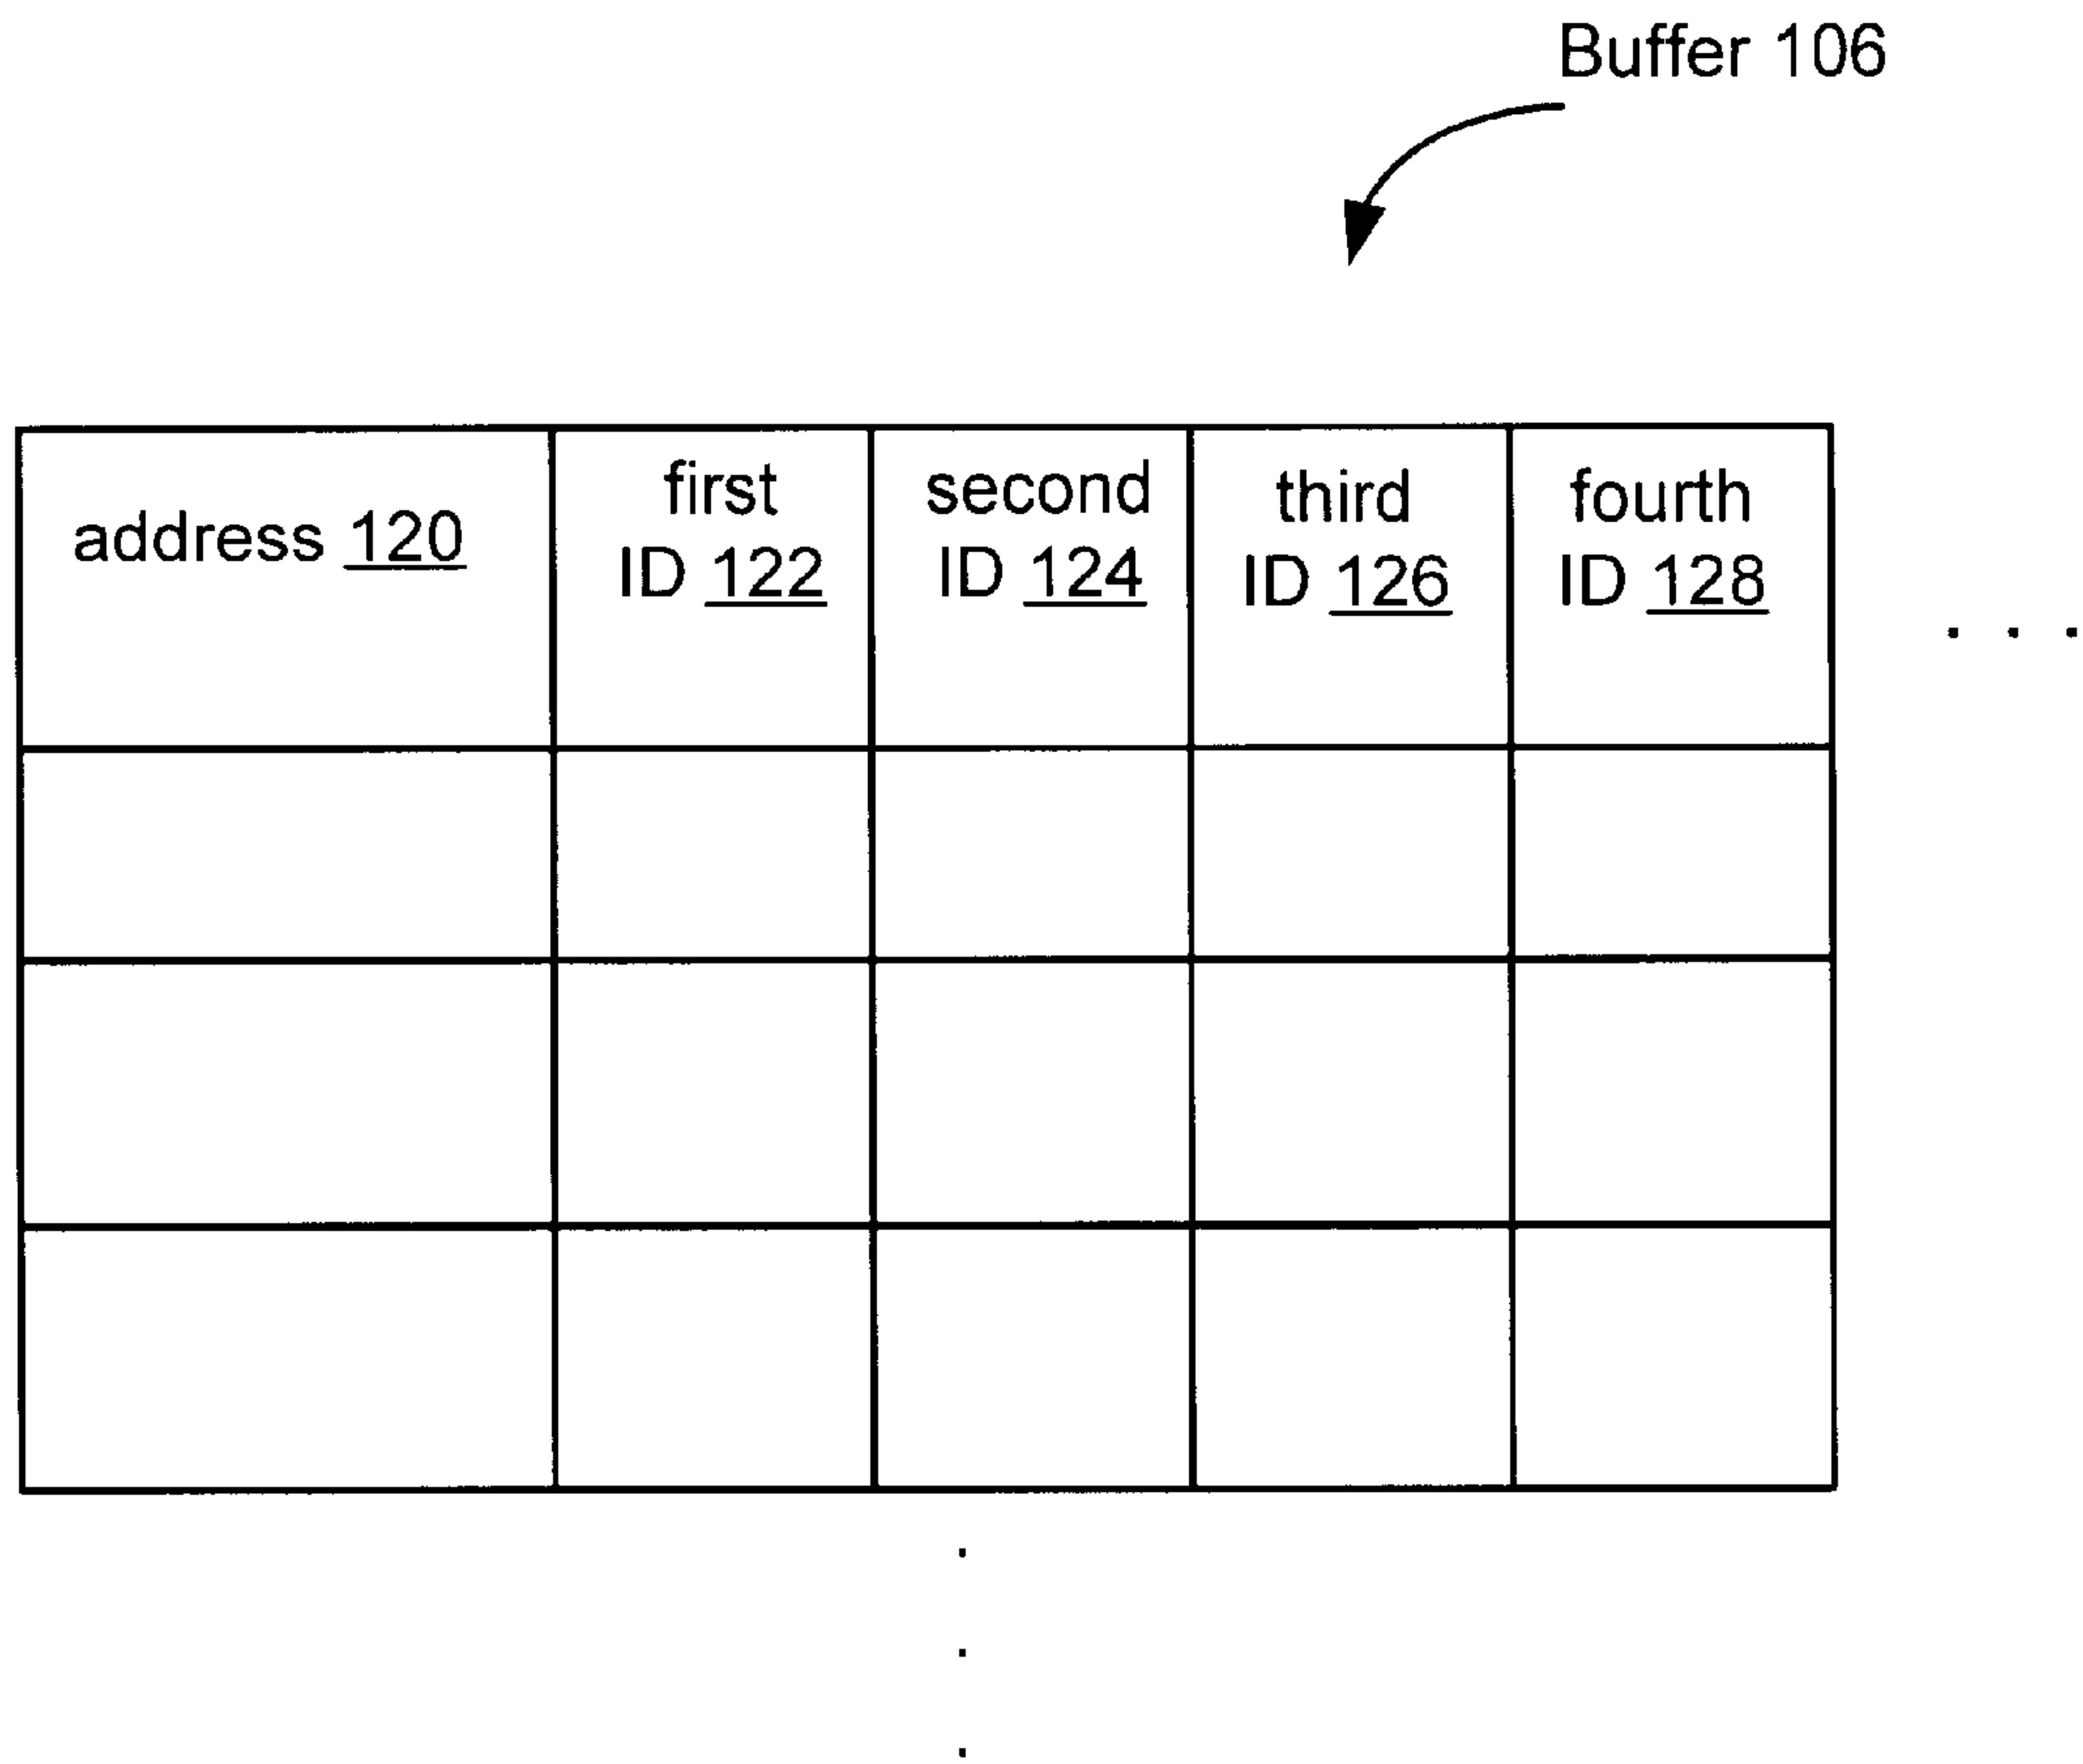 Buffer 106
address 120
first
ID 122
second
ID 124
third
ID 126
fourth
ID 128
. . .
.
.
.